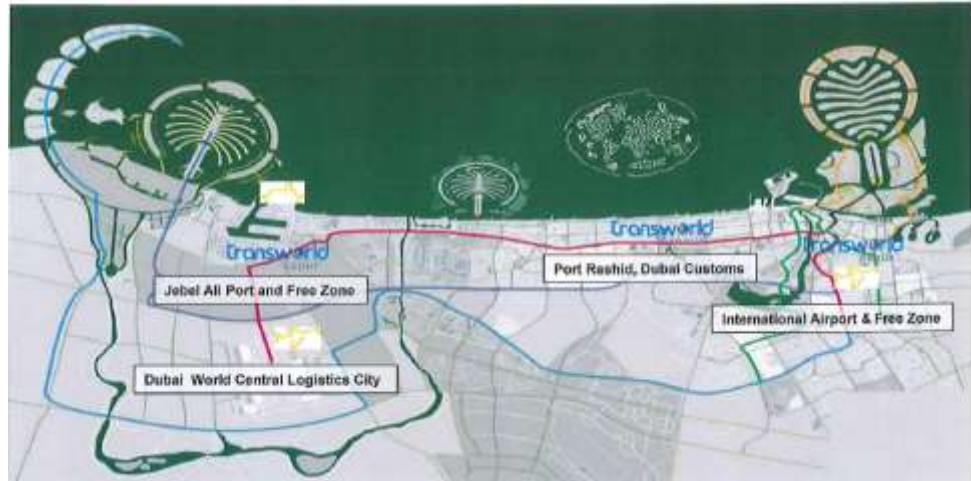 transworld
transworld
transworld
Port Rashid, Dubai Customs
Jebel Ali Port and Free Zone
International Airport & Free Zone
Dubai World Central Logistics City